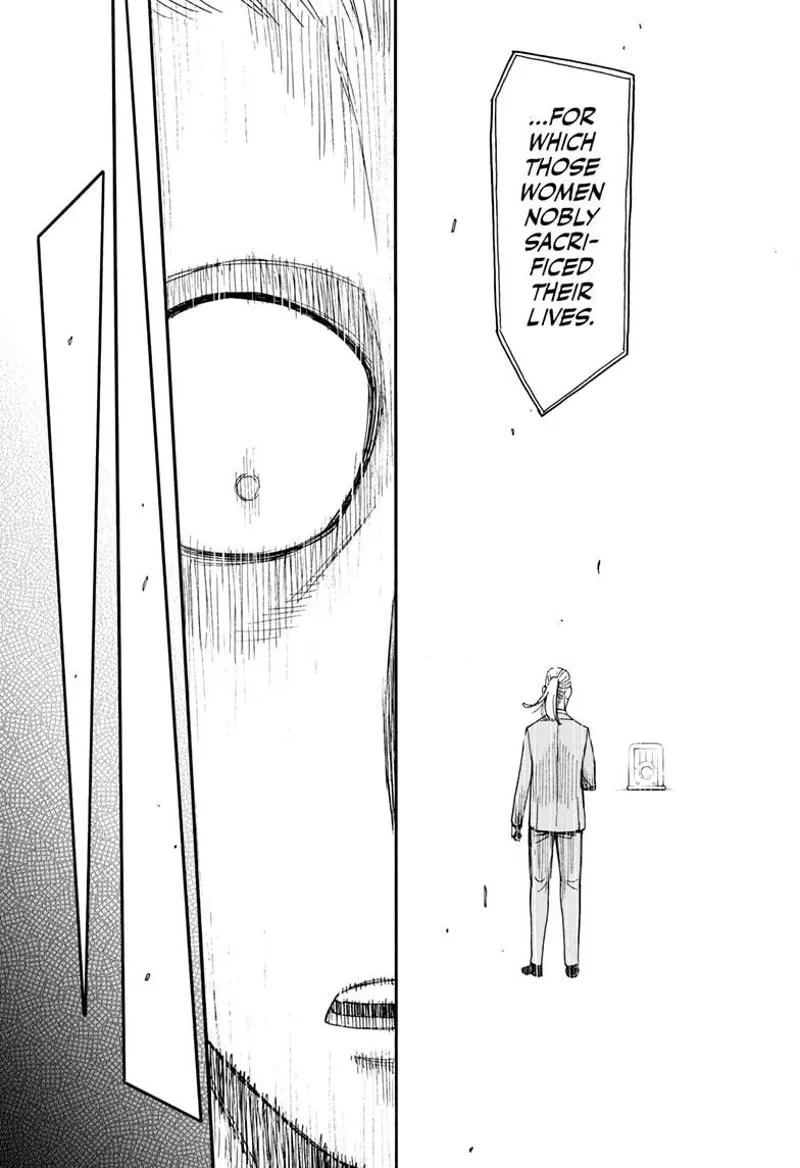 ...FOR
WHICH
THOSE
WOMEN
NOBLY
SACRI-
FICED
THEIR
LIVES.